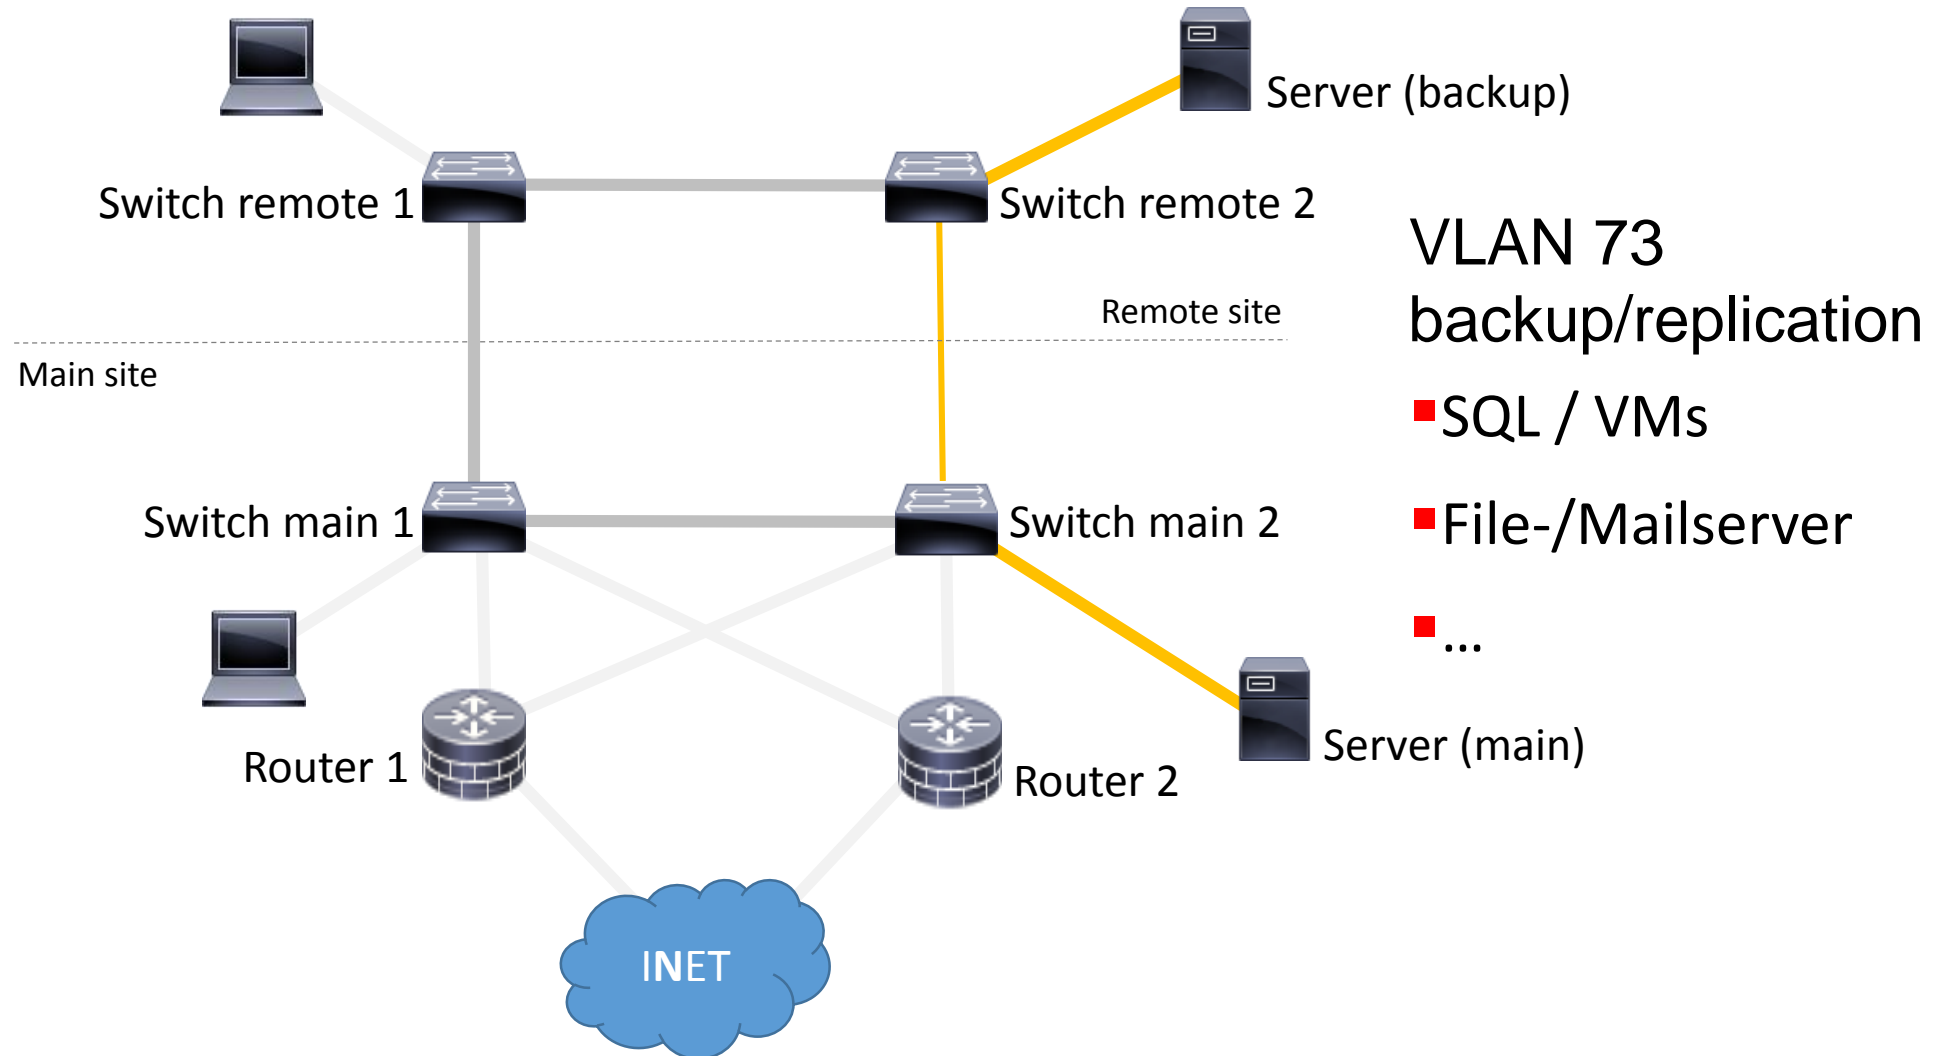 Server (backup)
Switch remote 1
Switch remote 2
VLAN 73
backup/replication
Remote site
Main site
▪SQL / VMs
▪File-/Mailserver
▪...
Switch main 1
Switch main 2
Server (main)
Router 1
Router 2
INET